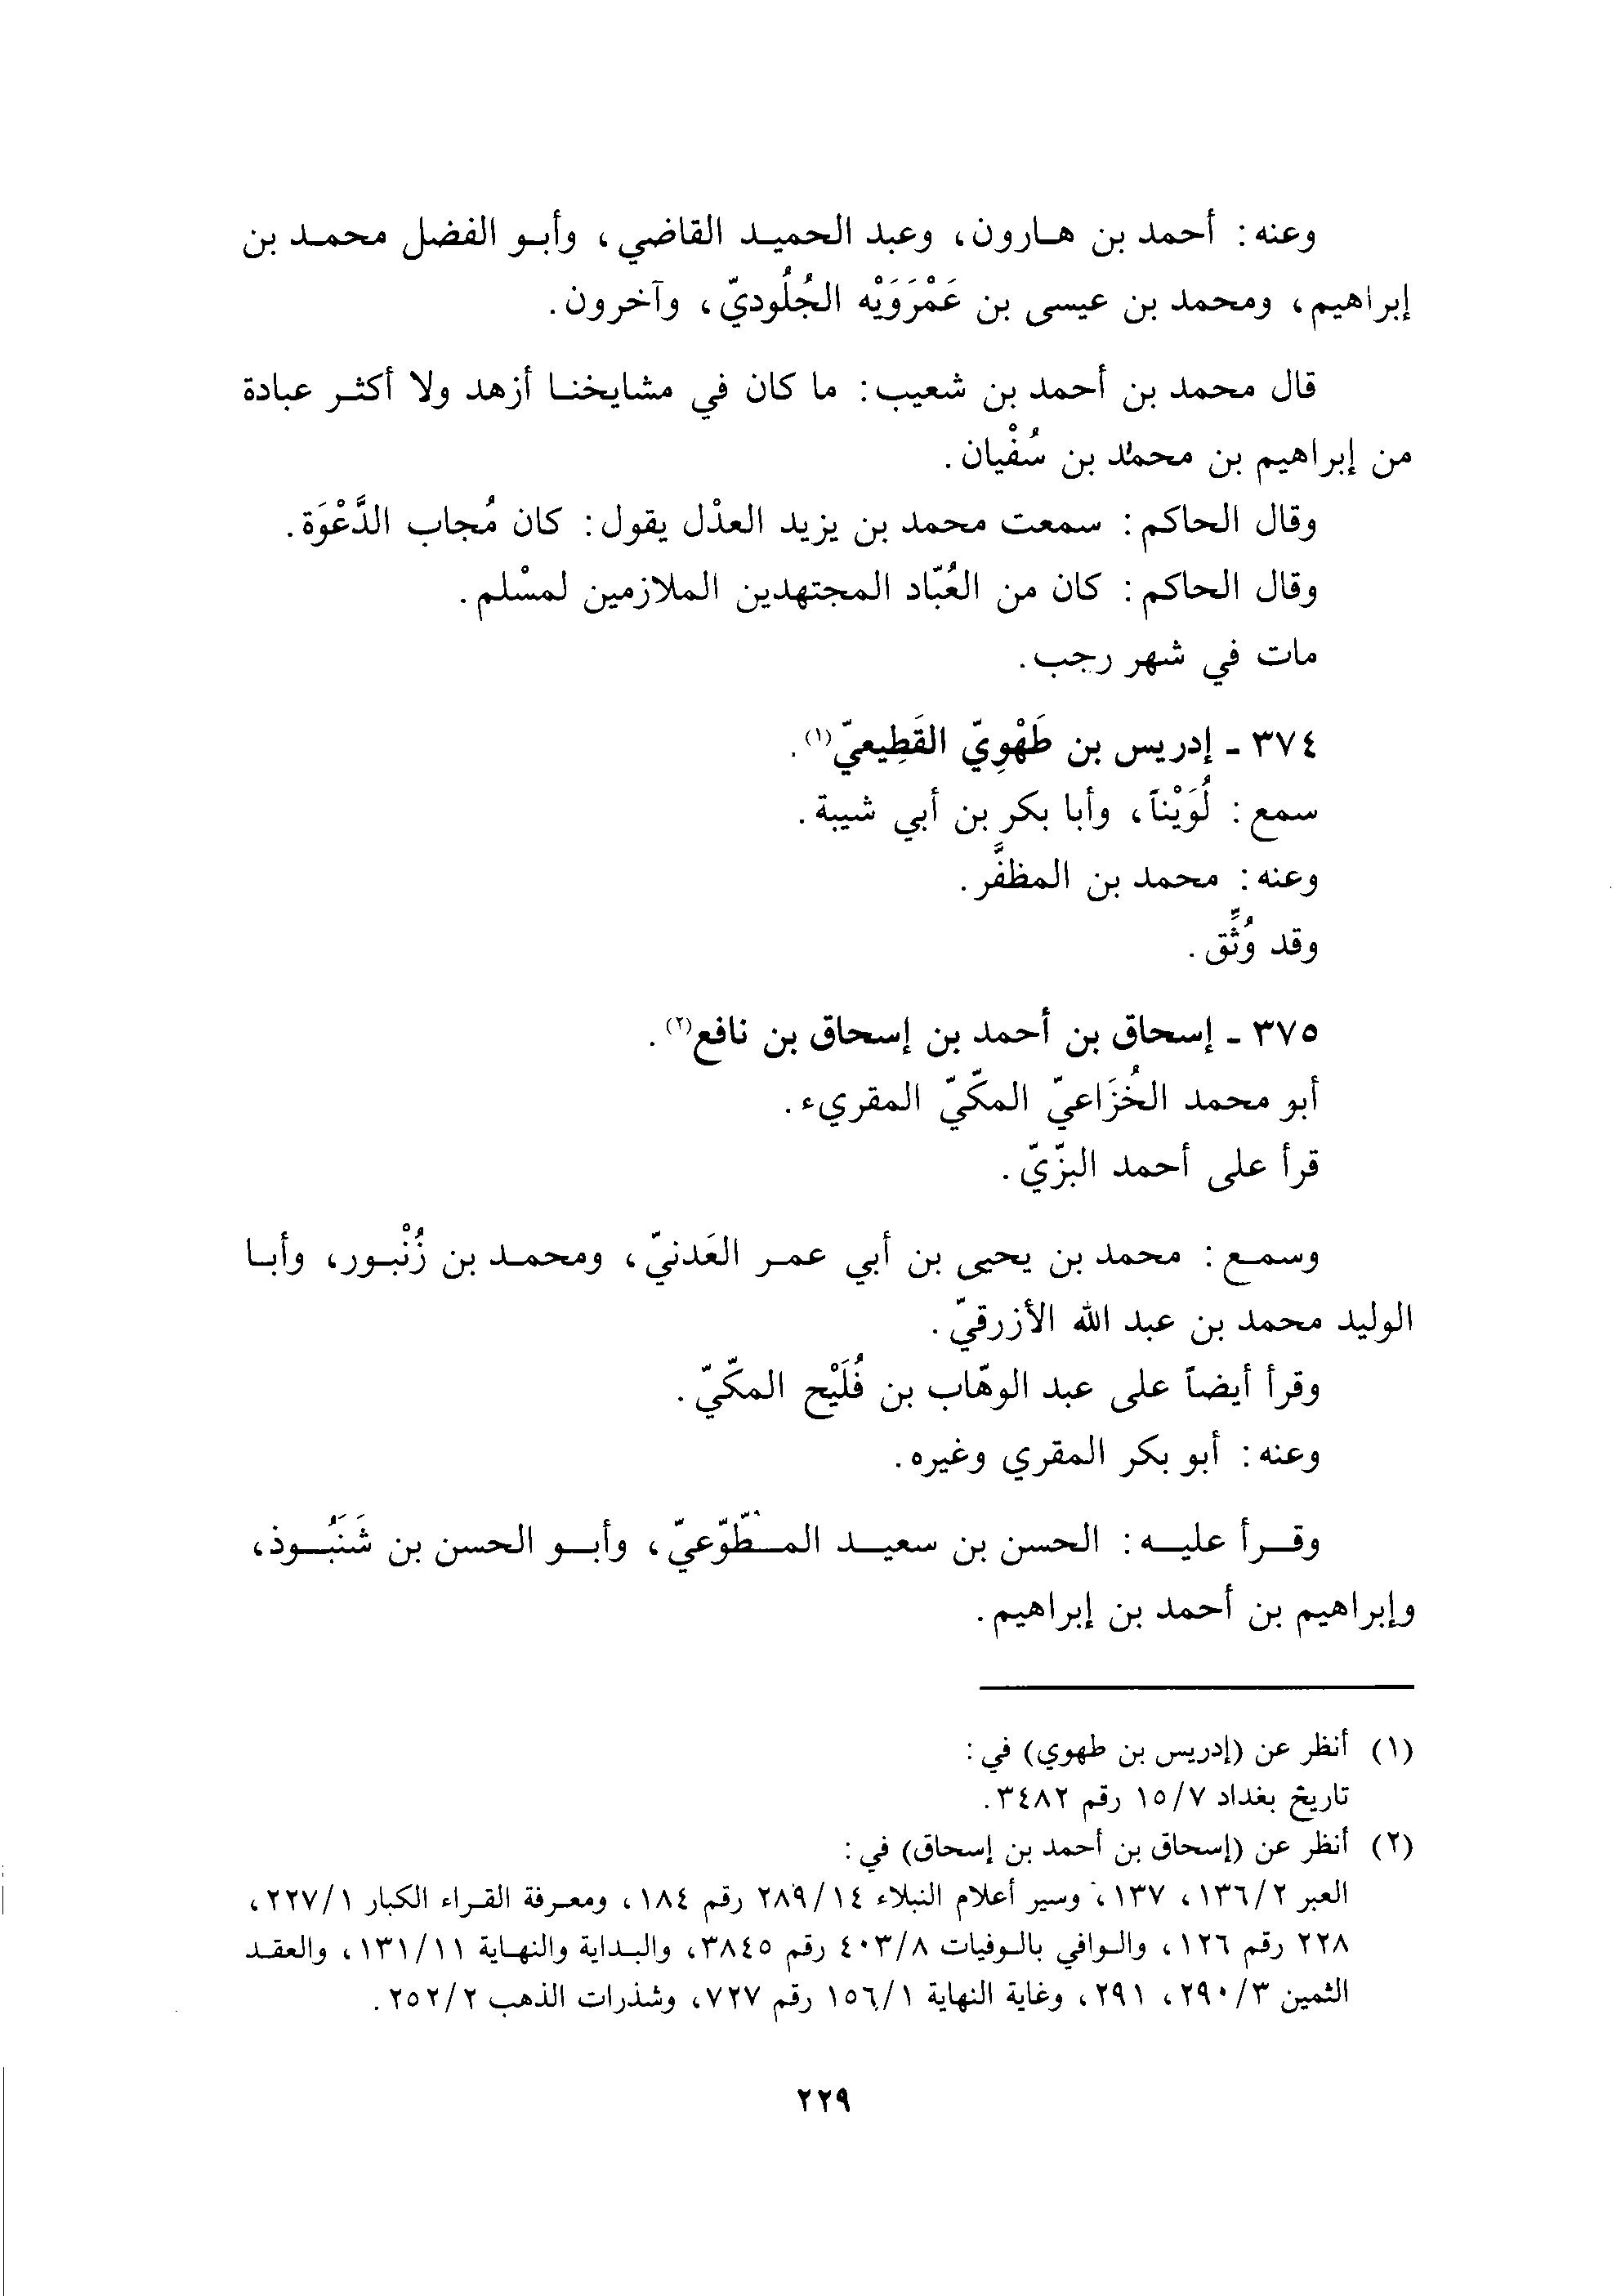 وعنه: أحمد بن هارون، وعبد الحميد القاضي، وأبو الفضل محمد بن
إبراهيم، ومحمد بن عيسى بن عَمْرَوَيْه الجُلُوديّ، وآخرون.
قال محمد بن أحمد بن شعيب: ما كان في مشايخنا أزهد ولا أكثر عبادة
من إبراهيم بن محمد بن سُفْيان.
وقال الحاكم: سمعت محمد بن يزيد العدْل يقول: كان مُجاب الدَّعْوَة.
وقال الحاكم: كان من العُبّاد المجتهدين الملازمين لمسْلم.
مات في شهر رجب.
٣٧٤ - إدريس بن طَهْوِيّ القَطِيعيّ(١).
سمع: لُوَيْناً، وأبا بكر بن أبي شيبة.
وعنه: محمد بن المظفَّر.
وقد وُثِّق.
٣٧٥ - إسحاق بن أحمد بن إسحاق بن نافع(٢).
أبو محمد الخُزَاعيّ المكّيّ المقريء.
قرأ على أحمد البزّيّ.
وسمع: محمد بن يحيى بن أبي عمر العَدنيّ، ومحمد بن زُنْبور، وأبا
الوليد محمد بن عبد الله الأزرقيّ.
وقرأ أيضاً على عبد الوهّاب بن فُلَيْح المكّيّ.
وعنه: أبو بكر المقري وغيره.
وقرأ عليه: الحسن بن سعيد المطّوّعيّ، وأبو الحسن بن شَنَبُوذ،
وإبراهيم بن أحمد بن إبراهيم.
(١) أنظر عن (إدريس بن طهوي) في:
تاريخ بغداد ١٥/٧ رقم ٣٤٨٢.
(٢) أنظر عن (إسحاق بن أحمد بن إسحاق) في:
العبر ١٣٦/٢، ١٣٧، وسير أعلام النبلاء ٢٨٩/١٤ رقم ١٨٤، ومعرفة القراء الكبار ٢٢٧/١،
٢٢٨ رقم ١٢٦، والوافي بالوفيات ٤٠٣/٨ رقم ٣٨٤٥، والبداية والنهاية ١٣١/١١، والعقد
الثمين ٢٩٠/٣، ٢٩١، وغاية النهاية ١٥٦/١ رقم ٧٢٧، وشذرات الذهب ٢٥٢/٢.
٢٢٩